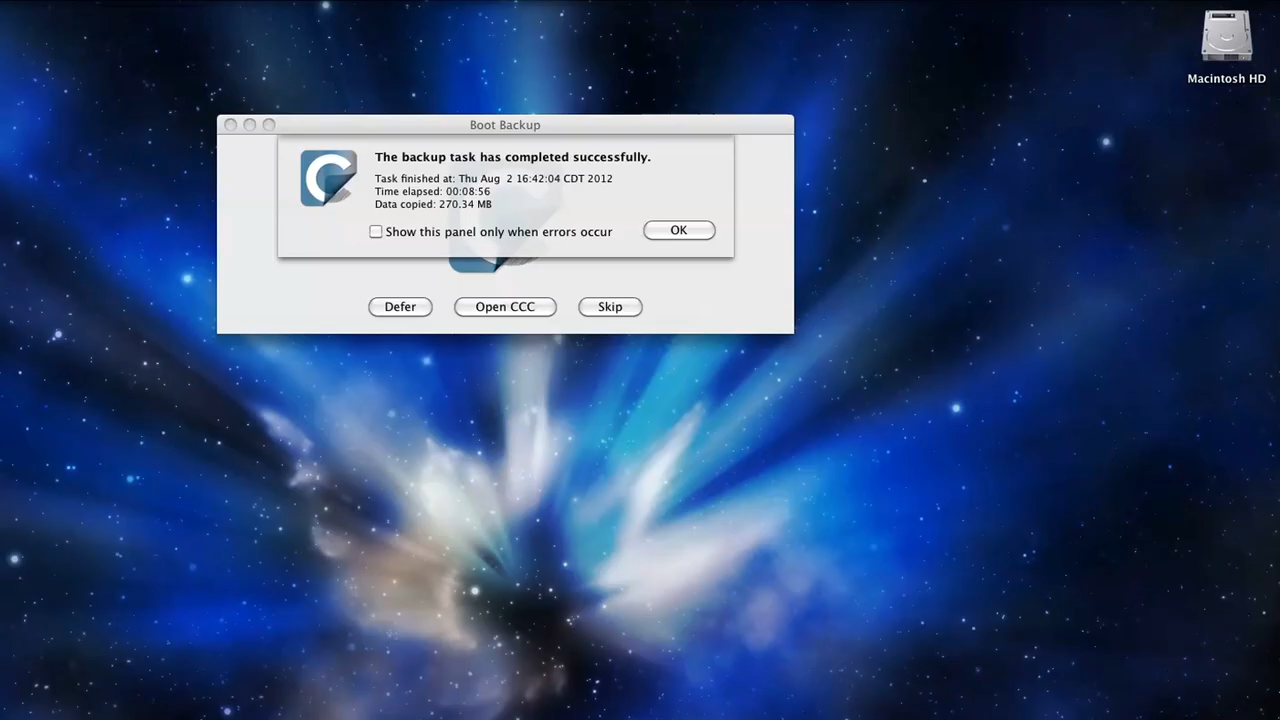 Macintosh HD
Boot Backup
The backup task has completed successfully.
Task finished at: Thu Aug  2 16:42:04 CDT 2012
Time elapsed: 00:08:56
Data copied: 270.34 MB
Show this panel only when errors occur
OK
Defer
Open CCC
Skip